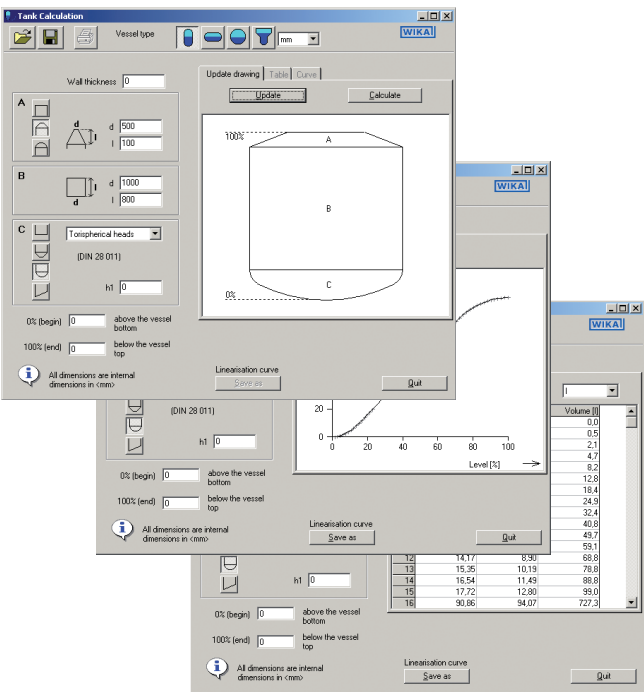 Tank Calculation
Vessel type
mm
WIKAI
Wall thickness 0
Update drawing Table Curve
Update Calculate
A
d d 500
l l 100
B
l d 1000
d l 800
C Torispherical heads
(DIN 28 011)
h1 0
100%
A
B
C
0%
0% (begin) 0 above the vessel
bottom
100% (end) 0 below the vessel
top
i All dimensions are internal
dimensions in <mm>
Linearisation curve
Save as
Quit
WIKAI
(DIN 28 011)
h1 0
20
0
0 20 40 60 80 100
Level [%]
0% (begin) 0 above the vessel
bottom
100% (end) 0 below the vessel
top
i All dimensions are internal
dimensions in <mm>
Linearisation curve
Save as
Quit
WIKAI
l
Volume [l]
0,0
0,5
2,1
4,7
8,2
12,8
18,4
24,9
32,4
40,8
49,7
59,1
12 14,17 8,90 68,8
13 15,35 10,19 78,8
14 16,54 11,49 88,8
15 17,72 12,80 99,0
16 90,86 94,07 727,3
h1 0
0% (begin) 0 above the vessel
bottom
100% (end) 0 below the vessel
top
i All dimensions are internal
dimensions in <mm>
Linearisation curve
Save as
Quit